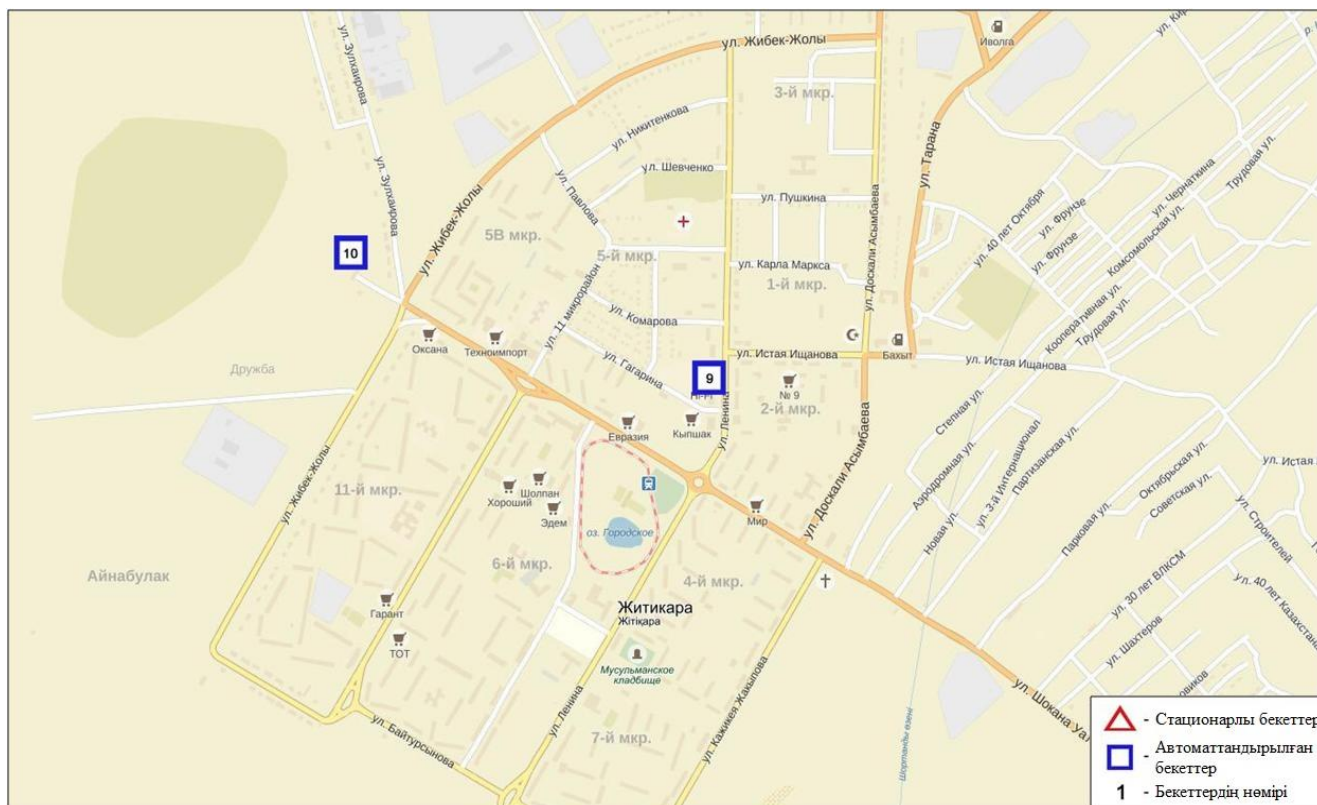 ул. Зулхаирова
ул. Зулхаирова
ул. Жибек-Жолы
Иволга
3-й мкр.
ул. Никитенкова
ул. Шевченко
ул. Павлова
ул. Пушкина
ул. Доскали Асымбаева
ул. Тарана
ул. 40 лет Октября
ул. Фрунзе
ул. Фрунзе
ул. Чернаткина
Комсомольская ул.
Трудовая ул.
10
ул. Жибек-Жолы
5В мкр.
5-й мкр.
ул. Карла Маркса
1-й мкр.
ул. 11 микрорайон
ул. Комарова
Кооперативная ул.
Трудовая ул.
Оксана
Техноимпорт
ул. Гагарина
ул. Истая Ищанова
Бахыт
ул. Истая Ищанова
Дружба
9
№ 9
2-й мкр.
Евразия
Кыпшак
ул. Ленина
ул. Доскали Асымбаева
Степная ул.
Аэродромная ул.
Новая ул.
ул. 3-й Интернационал
Партизанская ул.
Парковая ул.
Октябрьская ул.
Советская ул.
ул. Истая
ул. Строителей
ул. Жибек-Жолы
11-й мкр.
Шолпан
Хороший
Эдем
оз. Городское
Мир
6-й мкр.
4-й мкр.
Айнабулак
Гарант
ТОТ
Житикара
Жітіқара
Мусульманское
кладбище
ул. 30 лет ВЛКСМ
ул. Шахтеров
ул. 40 лет Казахстана
ул. Байтурсынова
ул. Ленина
7-й мкр.
ул. Кажикея Жакыпова
Шортанды өзені
ул. Шокана Уал
- Стационарлы бекеттер
- Автоматтандырылған
бекеттер
1 - Бекеттердің нөмірі